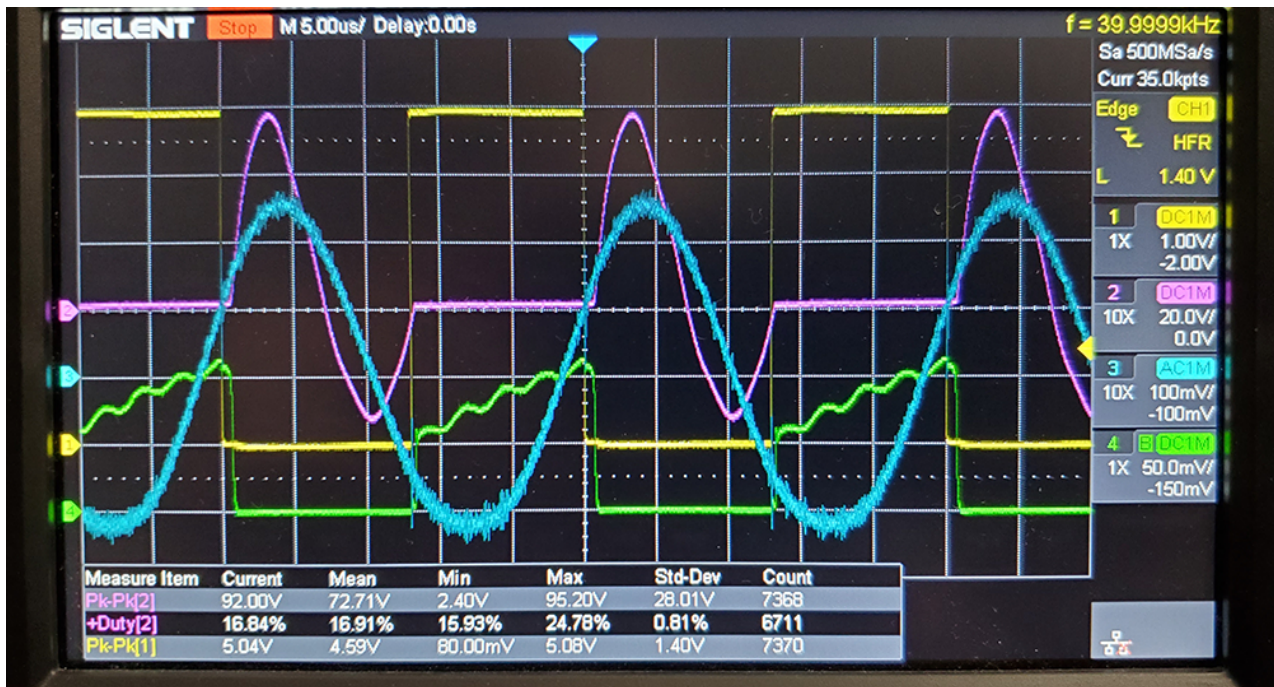 SIGLENT Stop M 5.00us/ Delay:0.00s f = 39.9999kHz
Sa 500MSa/s
Curr 35.0kpts
Edge CH1
HFR
L 1.40 V
1 DC1M
1X 1.00V/
-2.00V
2 DC1M
10X 20.0V/
0.0V
3 AC1M
10X 100mV/
-100mV
4 B DC1M
1X 50.0mV/
-150mV
2
3
1
4
Measure Item Current Mean Min Max Std-Dev Count
Pk-Pk[2] 92.00V 72.71V 2.40V 95.20V 28.01V 7368
+Duty[2] 16.84% 16.91% 15.93% 24.78% 0.81% 6711
Pk-Pk[1] 5.04V 4.59V 80.00mV 5.08V 1.40V 7370